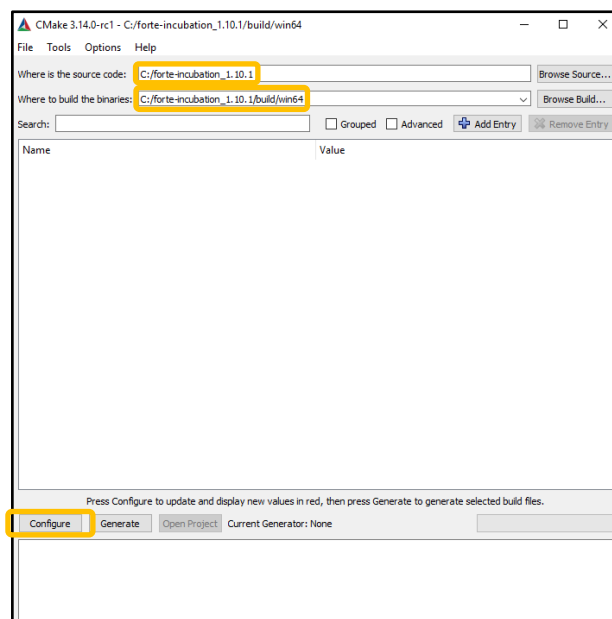 CMake 3.14.0-rc1 - C:/forte-incubation_1.10.1/build/win64
File Tools Options Help
Where is the source code: C:/forte-incubation_1.10.1 Browse Source...
Where to build the binaries: C:/forte-incubation_1.10.1/build/win64 Browse Build...
Search: Grouped Advanced Add Entry Remove Entry
Name Value
Press Configure to update and display new values in red, then press Generate to generate selected build files.
Configure Generate Open Project Current Generator: None